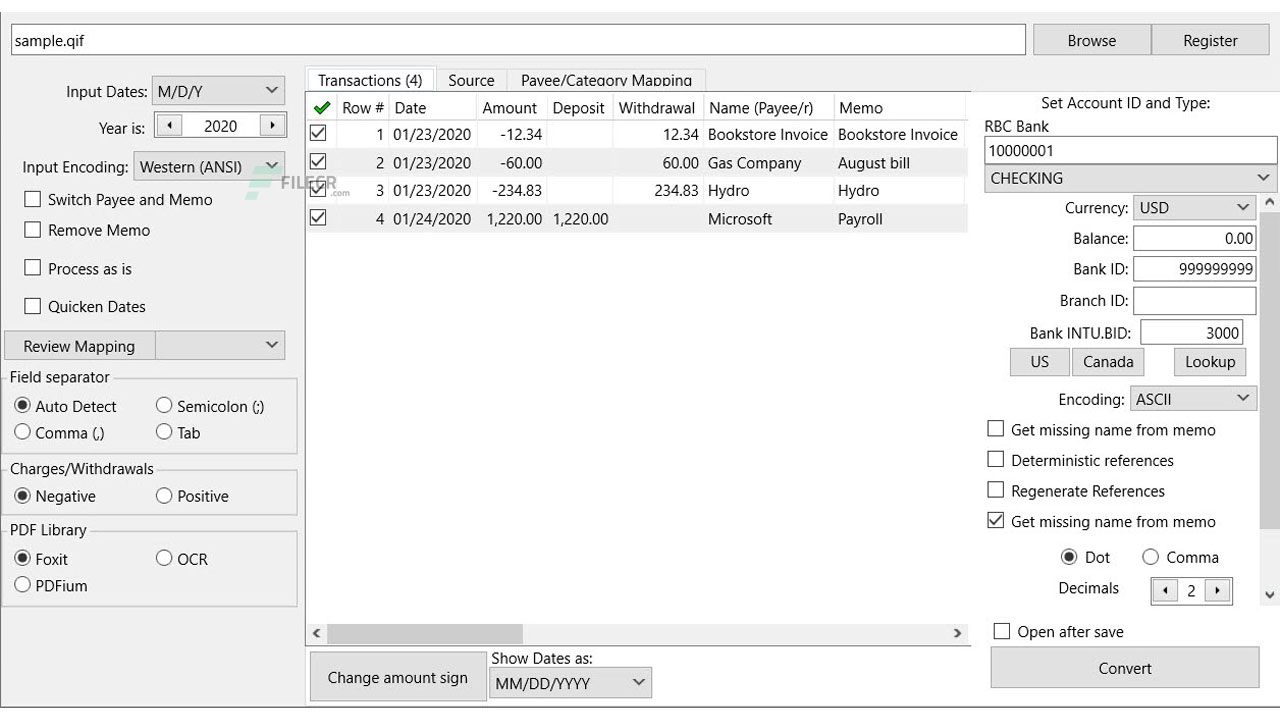 sample.qif
Browse
Register
Input Dates: M/D/Y
Year is: 2020
Input Encoding: Western (ANSI)
Switch Payee and Memo
Remove Memo
Process as is
Quicken Dates
Review Mapping
Field separator
Auto Detect Semicolon (;)
Comma (,) Tab
Charges/Withdrawals
Negative Positive
PDF Library
Foxit OCR
PDFium
Transactions (4) Source Payee/Category Mapping
Row # Date Amount Deposit Withdrawal Name (Payee/r) Memo
1 01/23/2020 -12.34 12.34 Bookstore Invoice Bookstore Invoice
2 01/23/2020 -60.00 60.00 Gas Company August bill
3 01/23/2020 -234.83 234.83 Hydro Hydro
4 01/24/2020 1,220.00 1,220.00 Microsoft Payroll
FILECR
.com
Change amount sign
Show Dates as:
MM/DD/YYYY
Set Account ID and Type:
RBC Bank
10000001
CHECKING
Currency: USD
Balance: 0.00
Bank ID: 999999999
Branch ID:
Bank INTU.BID: 3000
US Canada Lookup
Encoding: ASCII
Get missing name from memo
Deterministic references
Regenerate References
Get missing name from memo
Dot Comma
Decimals 2
Open after save
Convert